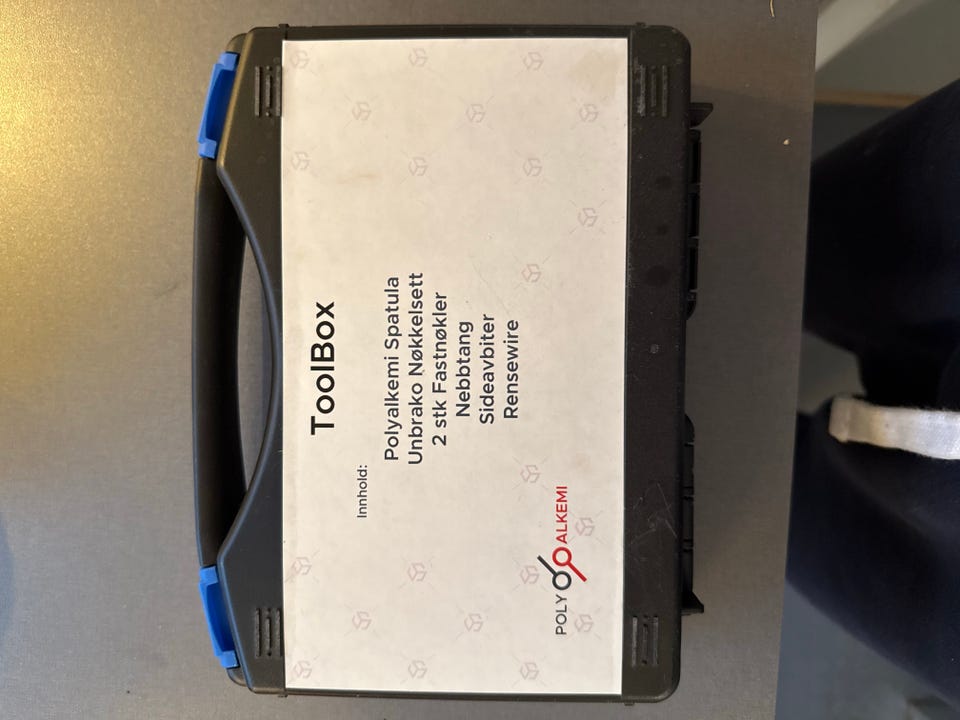 ToolBox
Innhold:
Polyalkemi Spatula
Unbrako Nøkkelsett
2 stk Fastnøkler
Nebbtang
Sideavbiter
Rensewire
POLY ALKEMI